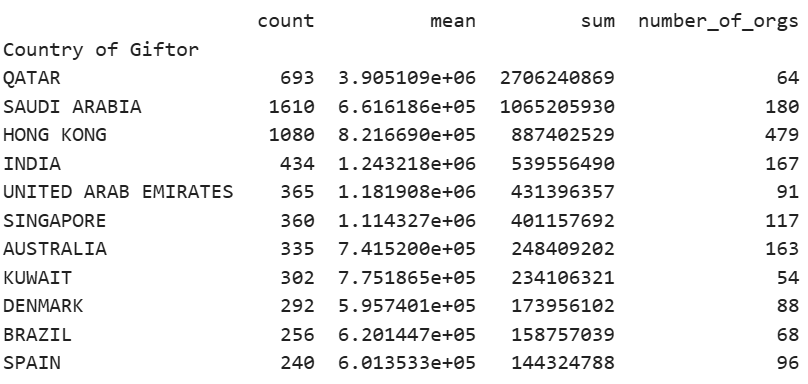 count mean sum number_of_orgs
Country of Giftor
QATAR 693 3.905109e+06 2706240869 64
SAUDI ARABIA 1610 6.616186e+05 1065205930 180
HONG KONG 1080 8.216690e+05 887402529 479
INDIA 434 1.243218e+06 539556490 167
UNITED ARAB EMIRATES 365 1.181908e+06 431396357 91
SINGAPORE 360 1.114327e+06 401157692 117
AUSTRALIA 335 7.415200e+05 248409202 163
KUWAIT 302 7.751865e+05 234106321 54
DENMARK 292 5.957401e+05 173956102 88
BRAZIL 256 6.201447e+05 158757039 68
SPAIN 240 6.013533e+05 144324788 96